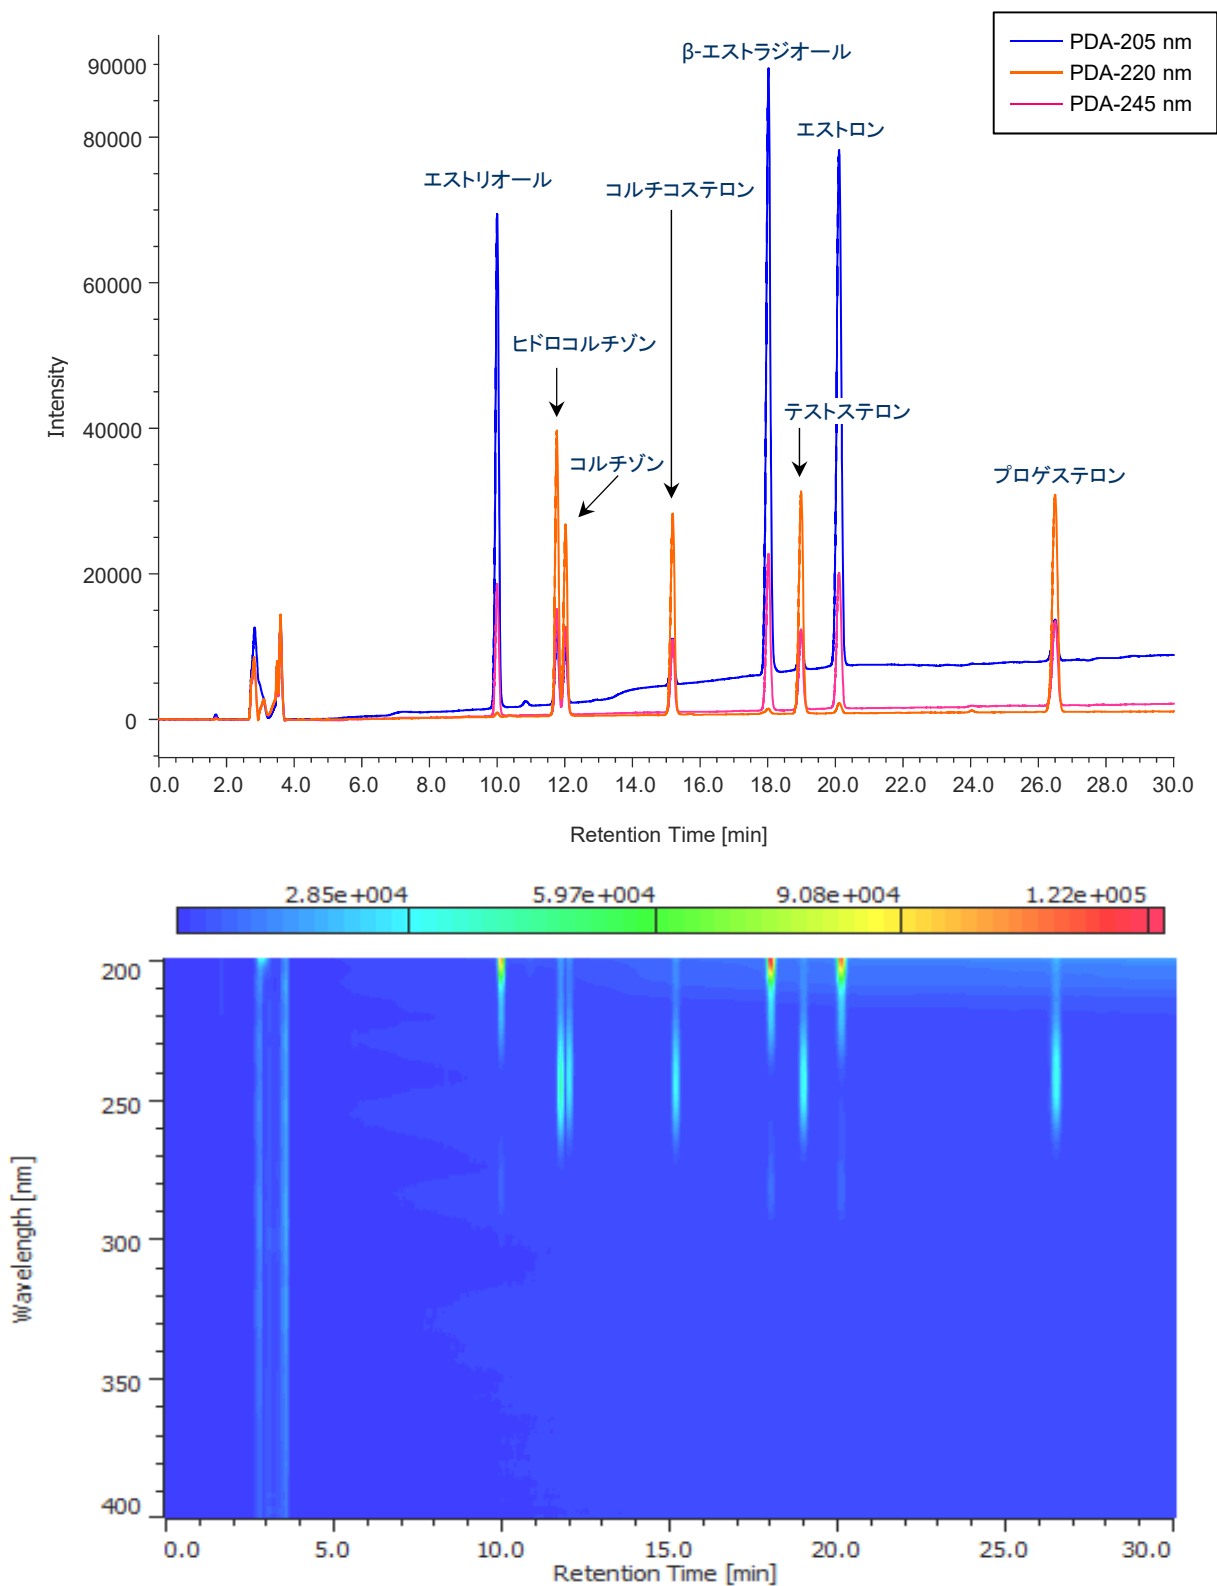 PDA-205 nm
PDA-220 nm
PDA-245 nm
β-エストラジオール
エストロン
エストリオール
コルチコステロン
ヒドロコルチゾン
テストステロン
コルチゾン
プロゲステロン
Intensity
90000
80000
60000
40000
20000
0
0.0 2.0 4.0 6.0 8.0 10.0 12.0 14.0 16.0 18.0 20.0 22.0 24.0 26.0 28.0 30.0
Retention Time [min]
2.85e+004 5.97e+004 9.08e+004 1.22e+005
Wavelength [nm]
200
250
300
350
400
0.0 5.0 10.0 15.0 20.0 25.0 30.0
Retention Time [min]